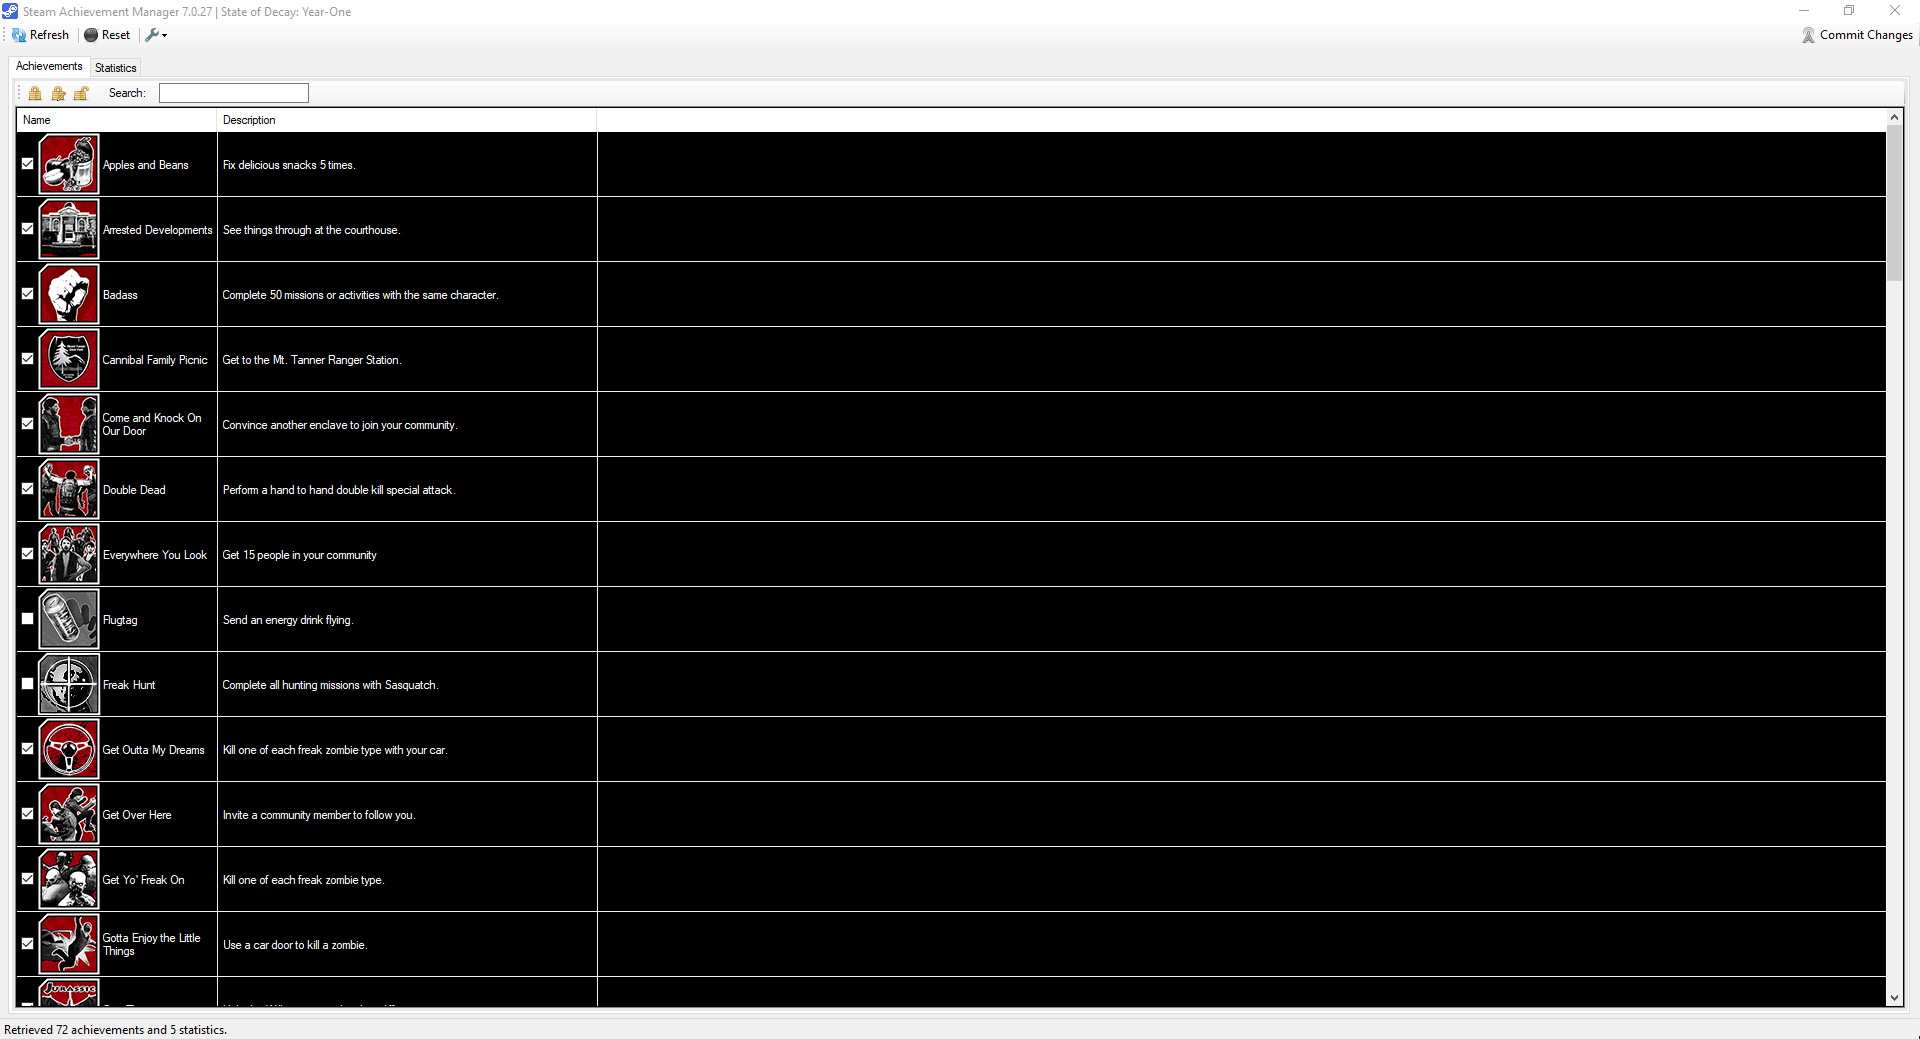 Steam Achievement Manager 7.0.27 | State of Decay: Year-One
Refresh
Reset
Commit Changes
Achievements
Statistics
Search:
Name
Description
Apples and Beans
Fix delicious snacks 5 times.
Arrested Developments
See things through at the courthouse.
Badass
Complete 50 missions or activities with the same character.
Cannibal Family Picnic
Get to the Mt. Tanner Ranger Station.
Come and Knock On
Our Door
Convince another enclave to join your community.
Double Dead
Perform a hand to hand double kill special attack.
Everywhere You Look
Get 15 people in your community
Flugtag
Send an energy drink flying.
Freak Hunt
Complete all hunting missions with Sasquatch.
Get Outta My Dreams
Kill one of each freak zombie type with your car.
Get Over Here
Invite a community member to follow you.
Get Yo' Freak On
Kill one of each freak zombie type.
Gotta Enjoy the Little
Things
Use a car door to kill a zombie.
JURASSIC
Retrieved 72 achievements and 5 statistics.